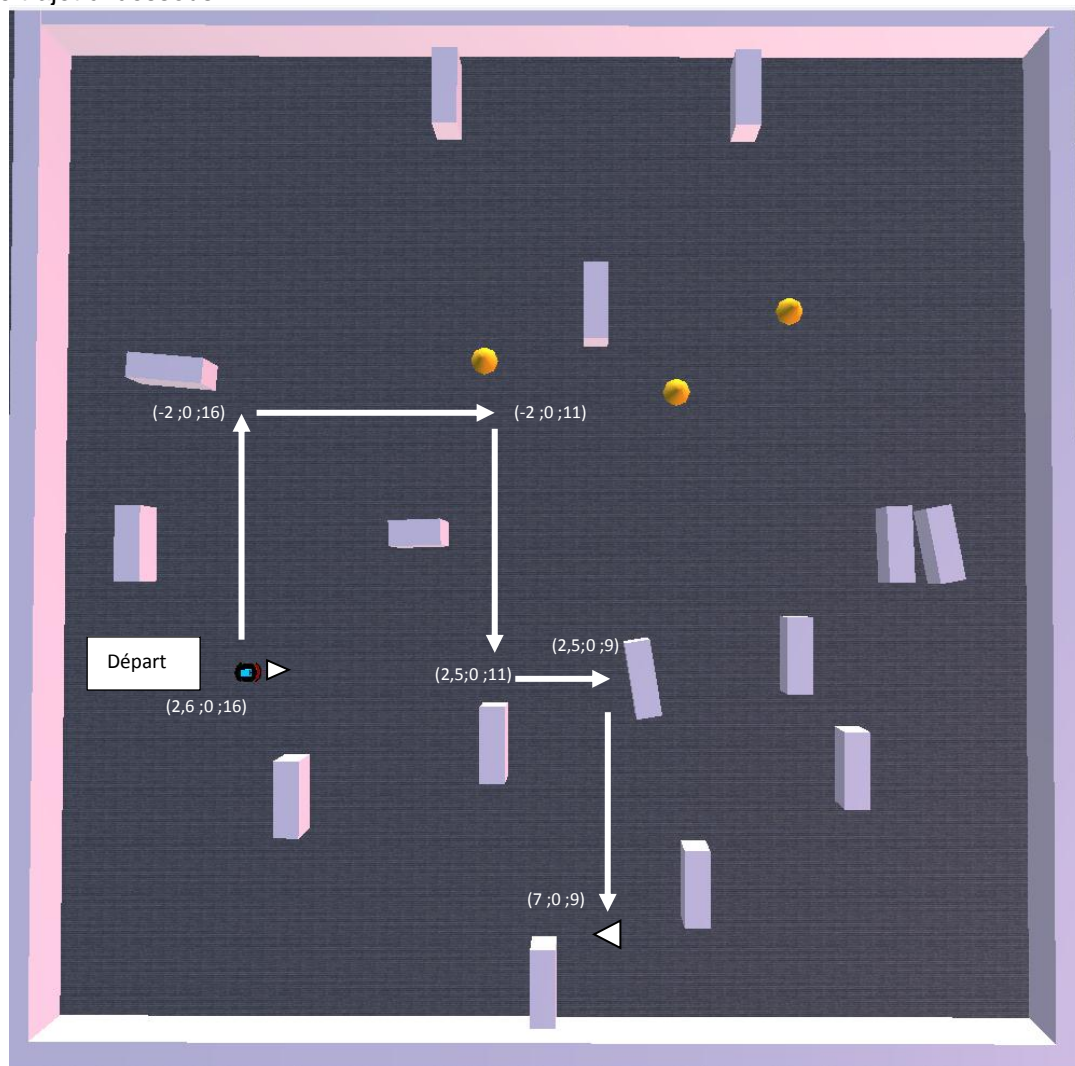 (-2 ;0 ;16)
(-2 ;0 ;11)
Départ
(2,6 ;0 ;16)
(2,5;0 ;9)
(2,5;0 ;11)
(7 ;0 ;9)